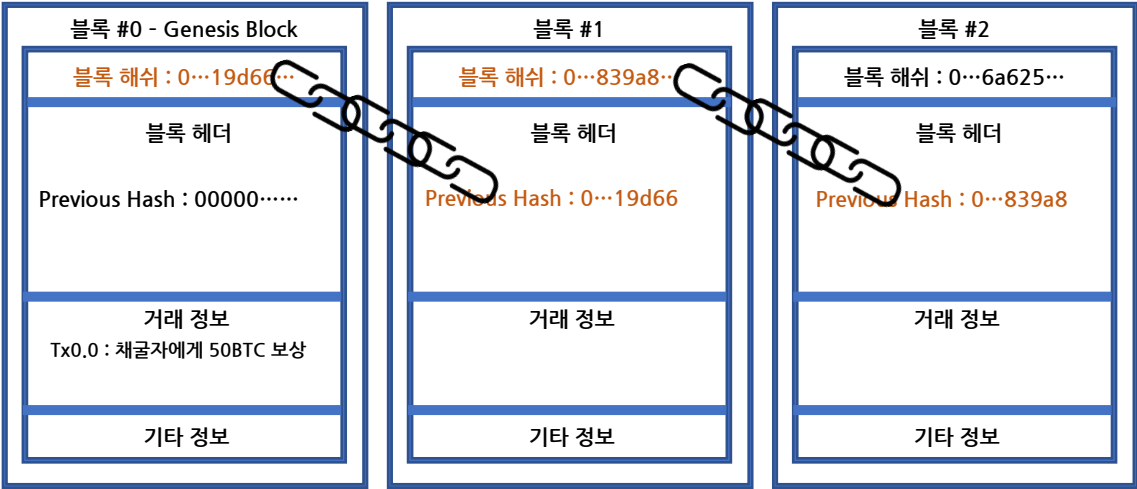 블록 #0 - Genesis Block
블록 해쉬 : 0…19d66…
블록 헤더
Previous Hash : 00000……
거래 정보
Tx0.0 : 채굴자에게 50BTC 보상
기타 정보
블록 #1
블록 해쉬 : 0…839a8…
블록 헤더
Previous Hash : 0…19d66
거래 정보
기타 정보
블록 #2
블록 해쉬 : 0…6a625…
블록 헤더
Previous Hash : 0…839a8
거래 정보
기타 정보